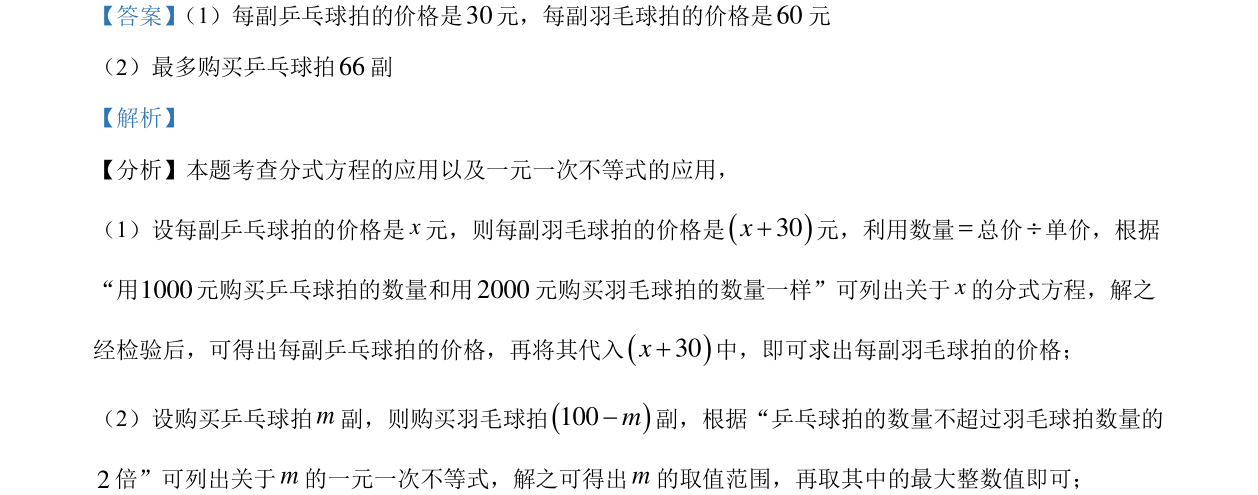 【答案】（1）每副乒乓球拍的价格是30元，每副羽毛球拍的价格是60 元
（2）最多购买乒乓球拍66 副
【解析】
【分析】本题考查分式方程的应用以及一元一次不等式的应用，
（1）设每副乒乓球拍的价格是 x 元，则每副羽毛球拍的价格是(x+30)元，利用数量=总价÷单价，根据
“用1000元购买乒乓球拍的数量和用2000 元购买羽毛球拍的数量一样”可列出关于 x 的分式方程，解之
经检验后，可得出每副乒乓球拍的价格，再将其代入(x+30)中，即可求出每副羽毛球拍的价格；
（2）设购买乒乓球拍m 副，则购买羽毛球拍(100−m)副，根据“乒乓球拍的数量不超过羽毛球拍数量的
2倍”可列出关于m 的一元一次不等式，解之可得出m 的取值范围，再取其中的最大整数值即可；